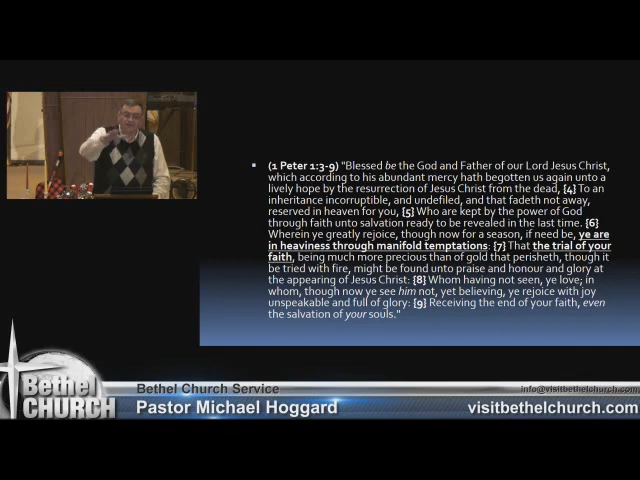 ▪ (1 Peter 1:3-9) "Blessed be the God and Father of our Lord Jesus Christ,
which according to his abundant mercy hath begotten us again unto a
lively hope by the resurrection of Jesus Christ from the dead, {4} To an
inheritance incorruptible, and undefiled, and that fadeth not away,
reserved in heaven for you, {5} Who are kept by the power of God
through faith unto salvation ready to be revealed in the last time. {6}
Wherein ye greatly rejoice, though now for a season, if need be, ye are
in heaviness through manifold temptations: {7} That the trial of your
faith, being much more precious than of gold that perisheth, though it
be tried with fire, might be found unto praise and honour and glory at
the appearing of Jesus Christ: {8} Whom having not seen, ye love; in
whom, though now ye see him not, yet believing, ye rejoice with joy
unspeakable and full of glory: {9} Receiving the end of your faith, even
the salvation of your souls."
Bethel
CHURCH
Bethel Church Service
info@visitbethelchurch.com
Pastor Michael Hoggard
visitbethelchurch.com